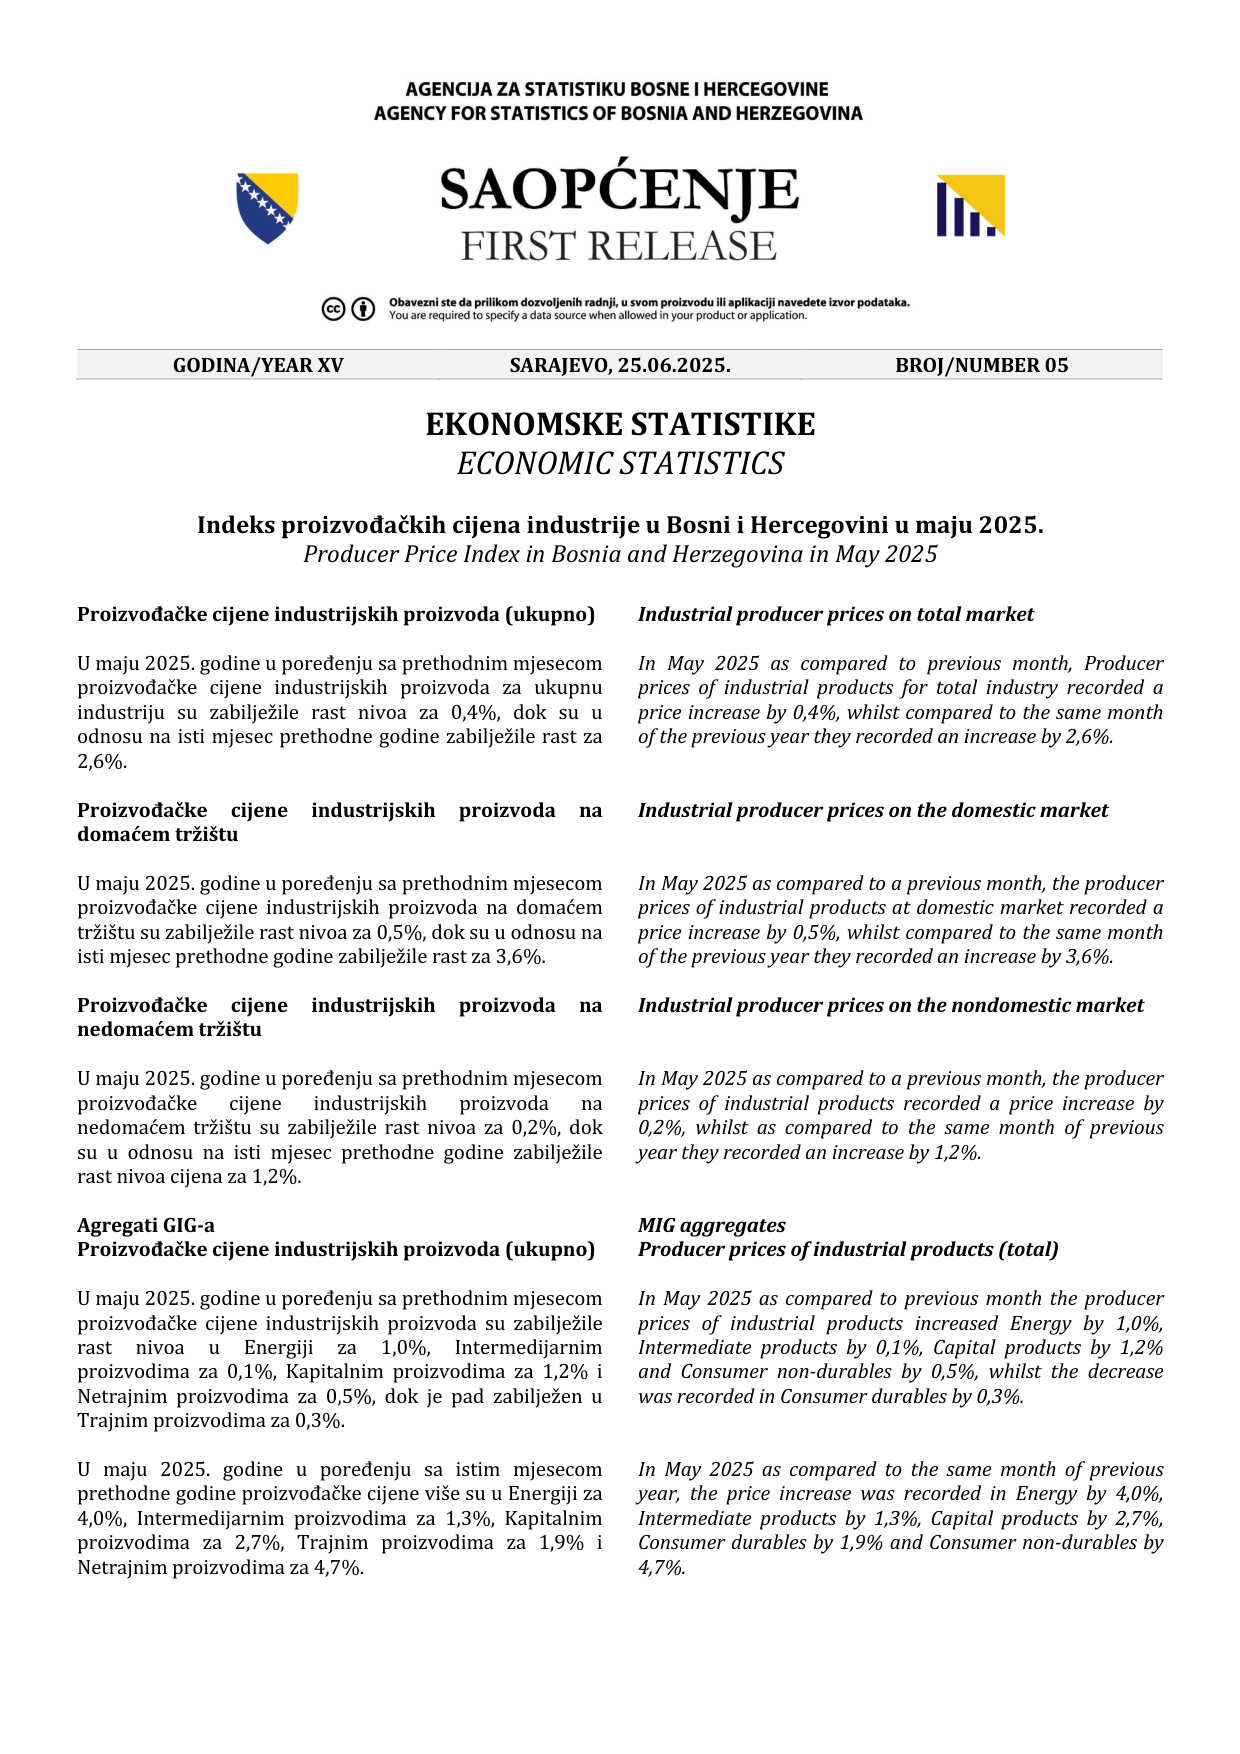 AGENCIJA ZA STATISTIKU BOSNE I HERCEGOVINE
AGENCY FOR STATISTICS OF BOSNIA AND HERZEGOVINA
SAOPĆENJE
FIRST RELEASE
cc
Obavezni ste da prilikom dozvoljenih radnji, u svom proizvodu ili aplikaciji navedete izvor podataka.
You are required to specify a data source when allowed in your product or application.
GODINA/YEAR XV SARAJEVO, 25.06.2025. BROJ/NUMBER 05
EKONOMSKE STATISTIKE
ECONOMIC STATISTICS
Indeks proizvođačkih cijena industrije u Bosni i Hercegovini u maju 2025.
Producer Price Index in Bosnia and Herzegovina in May 2025
Proizvođačke cijene industrijskih proizvoda (ukupno)
U maju 2025. godine u poređenju sa prethodnim mjesecom
proizvođačke cijene industrijskih proizvoda za ukupnu
industriju su zabilježile rast nivoa za 0,4%, dok su u
odnosu na isti mjesec prethodne godine zabilježile rast za
2,6%.
Industrial producer prices on total market
In May 2025 as compared to previous month, Producer
prices of industrial products for total industry recorded a
price increase by 0,4%, whilst compared to the same month
of the previous year they recorded an increase by 2,6%.
Proizvođačke cijene industrijskih proizvoda na
domaćem tržištu
U maju 2025. godine u poređenju sa prethodnim mjesecom
proizvođačke cijene industrijskih proizvoda na domaćem
tržištu su zabilježile rast nivoa za 0,5%, dok su u odnosu na
isti mjesec prethodne godine zabilježile rast za 3,6%.
Industrial producer prices on the domestic market
In May 2025 as compared to a previous month, the producer
prices of industrial products at domestic market recorded a
price increase by 0,5%, whilst compared to the same month
of the previous year they recorded an increase by 3,6%.
Proizvođačke cijene industrijskih proizvoda na
nedomaćem tržištu
U maju 2025. godine u poređenju sa prethodnim mjesecom
proizvođačke cijene industrijskih proizvoda na
nedomaćem tržištu su zabilježile rast nivoa za 0,2%, dok
su u odnosu na isti mjesec prethodne godine zabilježile
rast nivoa cijena za 1,2%.
Industrial producer prices on the nondomestic market
In May 2025 as compared to a previous month, the producer
prices of industrial products recorded a price increase by
0,2%, whilst as compared to the same month of previous
year they recorded an increase by 1,2%.
Agregati GIG-a
Proizvođačke cijene industrijskih proizvoda (ukupno)
U maju 2025. godine u poređenju sa prethodnim mjesecom
proizvođačke cijene industrijskih proizvoda su zabilježile
rast nivoa u Energiji za 1,0%, Intermedijarnim
proizvodima za 0,1%, Kapitalnim proizvodima za 1,2% i
Netrajnim proizvodima za 0,5%, dok je pad zabilježen u
Trajnim proizvodima za 0,3%.
U maju 2025. godine u poređenju sa istim mjesecom
prethodne godine proizvođačke cijene više su u Energiji za
4,0%, Intermedijarnim proizvodima za 1,3%, Kapitalnim
proizvodima za 2,7%, Trajnim proizvodima za 1,9% i
Netrajnim proizvodima za 4,7%.
MIG aggregates
Producer prices of industrial products (total)
In May 2025 as compared to previous month the producer
prices of industrial products increased Energy by 1,0%,
Intermediate products by 0,1%, Capital products by 1,2%
and Consumer non-durables by 0,5%, whilst the decrease
was recorded in Consumer durables by 0,3%.
In May 2025 as compared to the same month of previous
year, the price increase was recorded in Energy by 4,0%,
Intermediate products by 1,3%, Capital products by 2,7%,
Consumer durables by 1,9% and Consumer non-durables by
4,7%.